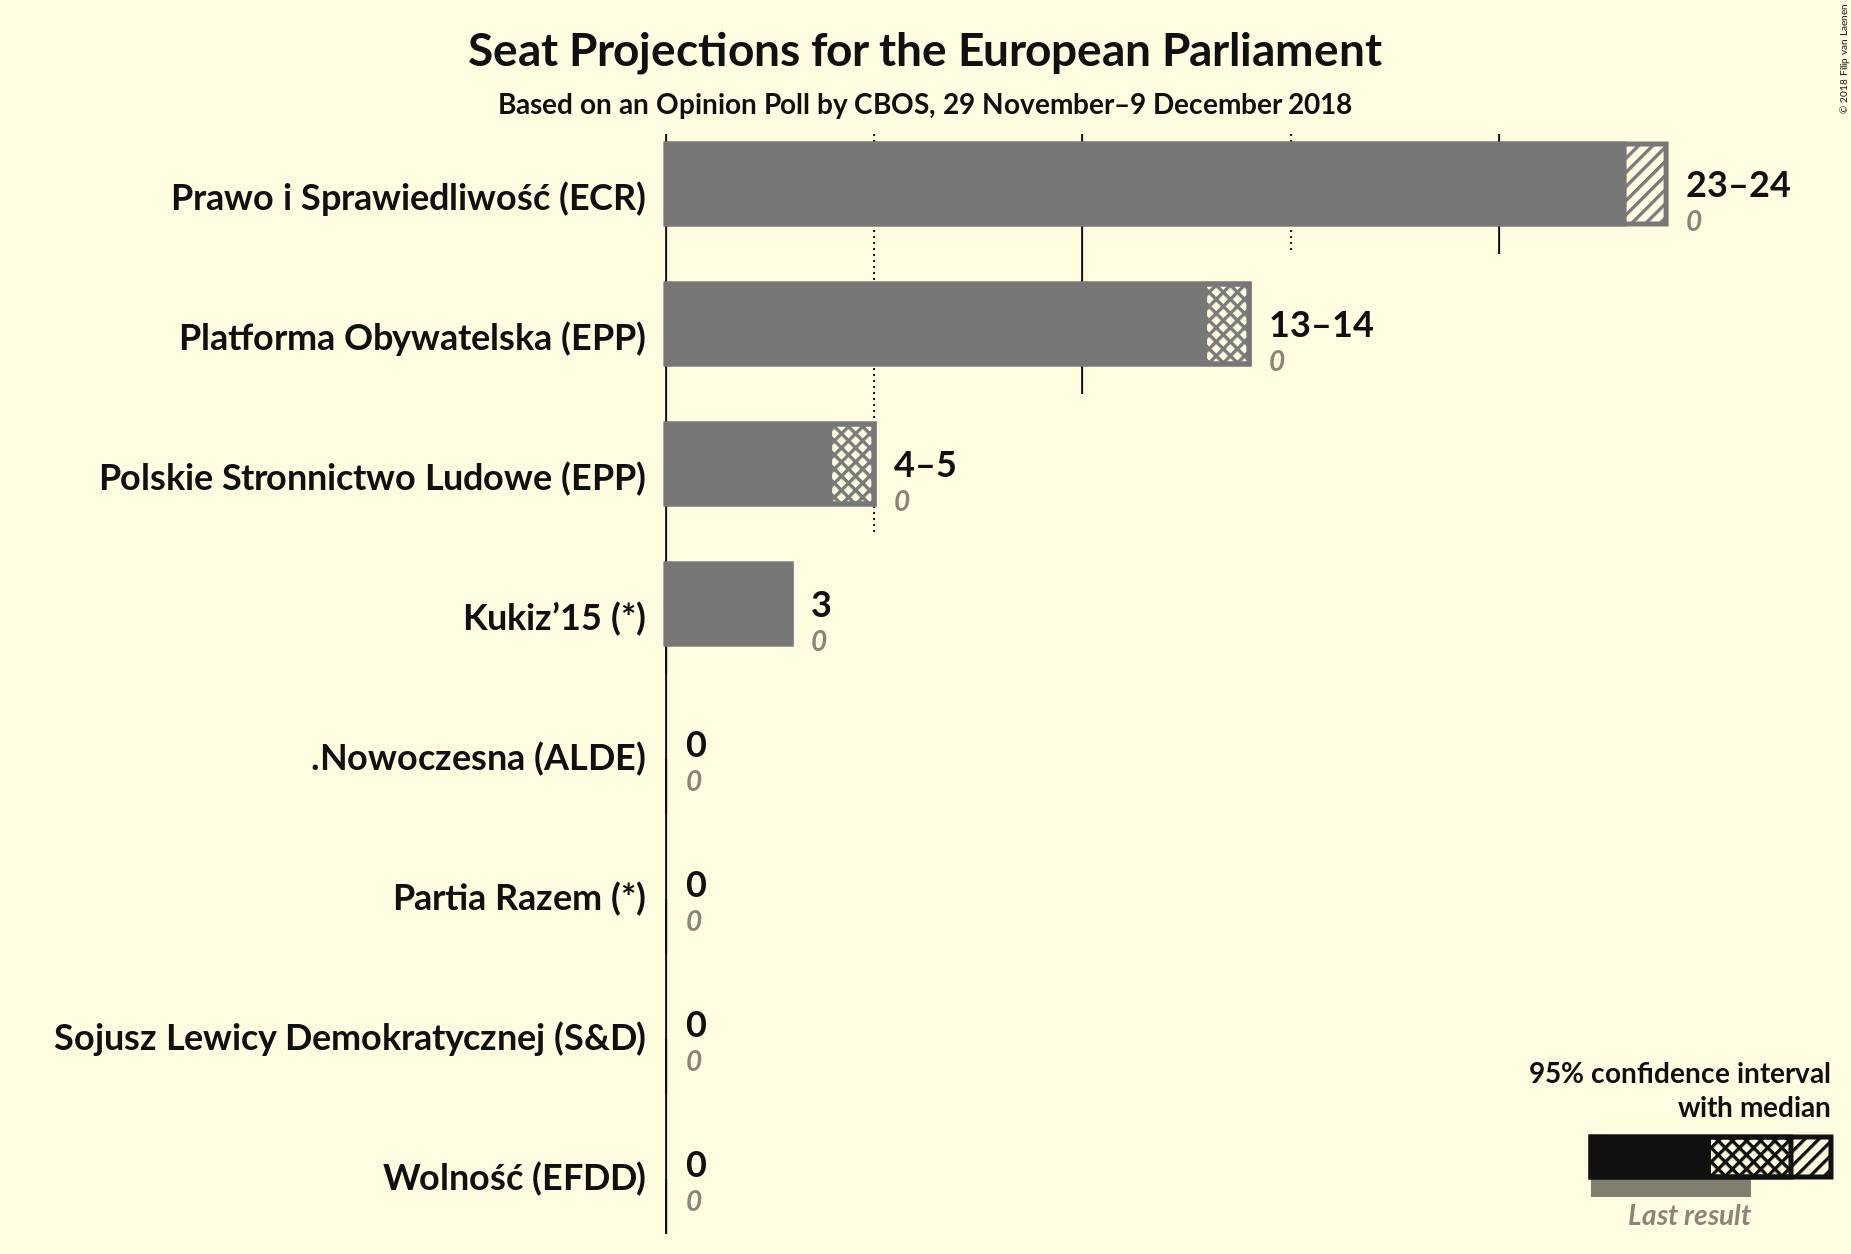 Seat Projections for the European Parliament
Based on an Opinion Poll by CBOS, 29 November–9 December 2018
© 2018 Filip van Laenen
Prawo i Sprawiedliwość (ECR)
23–24
0
Platforma Obywatelska (EPP)
13–14
0
Polskie Stronnictwo Ludowe (EPP)
4–5
0
Kukiz’15 (*)
3
0
.Nowoczesna (ALDE)
0
0
Partia Razem (*)
0
0
Sojusz Lewicy Demokratycznej (S&D)
0
0
Wolność (EFDD)
0
0
95% confidence interval
with median
Last result